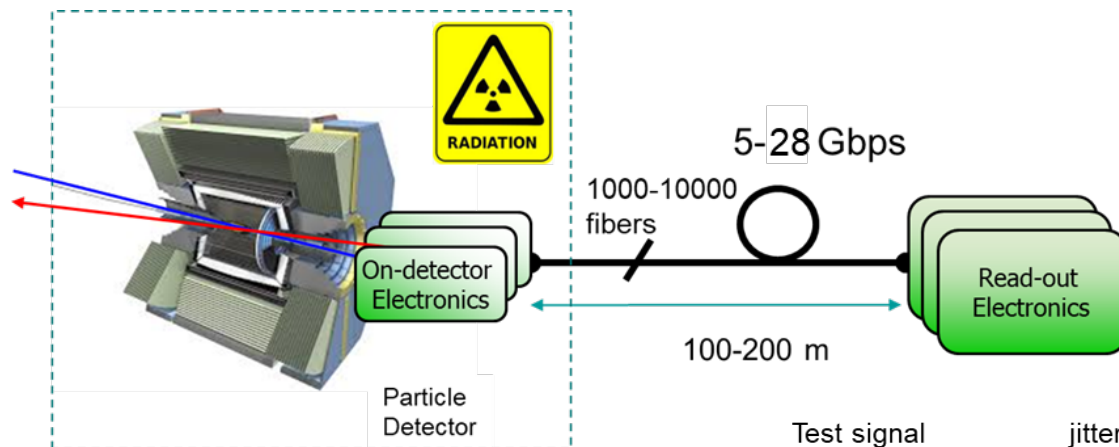 RADIATION
5-28 Gbps
1000-10000
fibers
On-detector
Electronics
Read-out
Electronics
100-200 m
Particle
Detector
Test signal
jitter